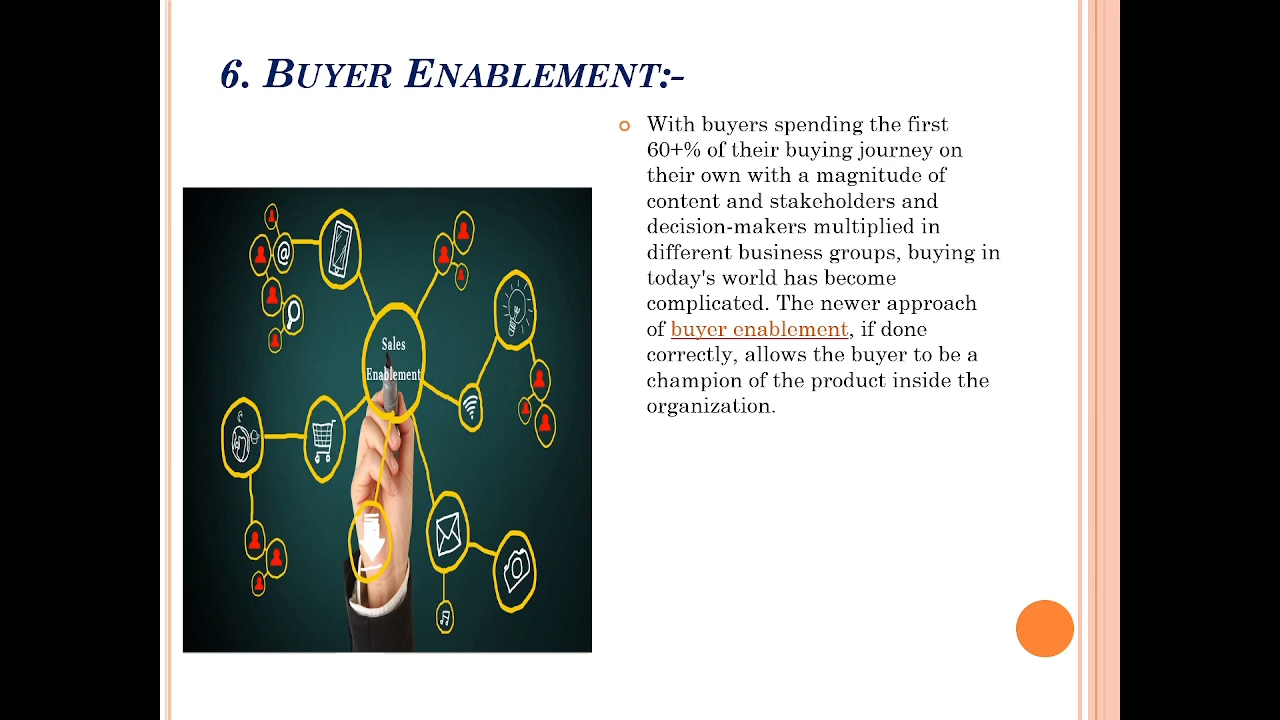 6. BUYER ENABLEMENT:-
With buyers spending the first
60+% of their buying journey on
their own with a magnitude of
content and stakeholders and
decision-makers multiplied in
different business groups, buying in
today's world has become
complicated. The newer approach
of buyer enablement, if done
correctly, allows the buyer to be a
champion of the product inside the
organization.
@
Sales
Enablement